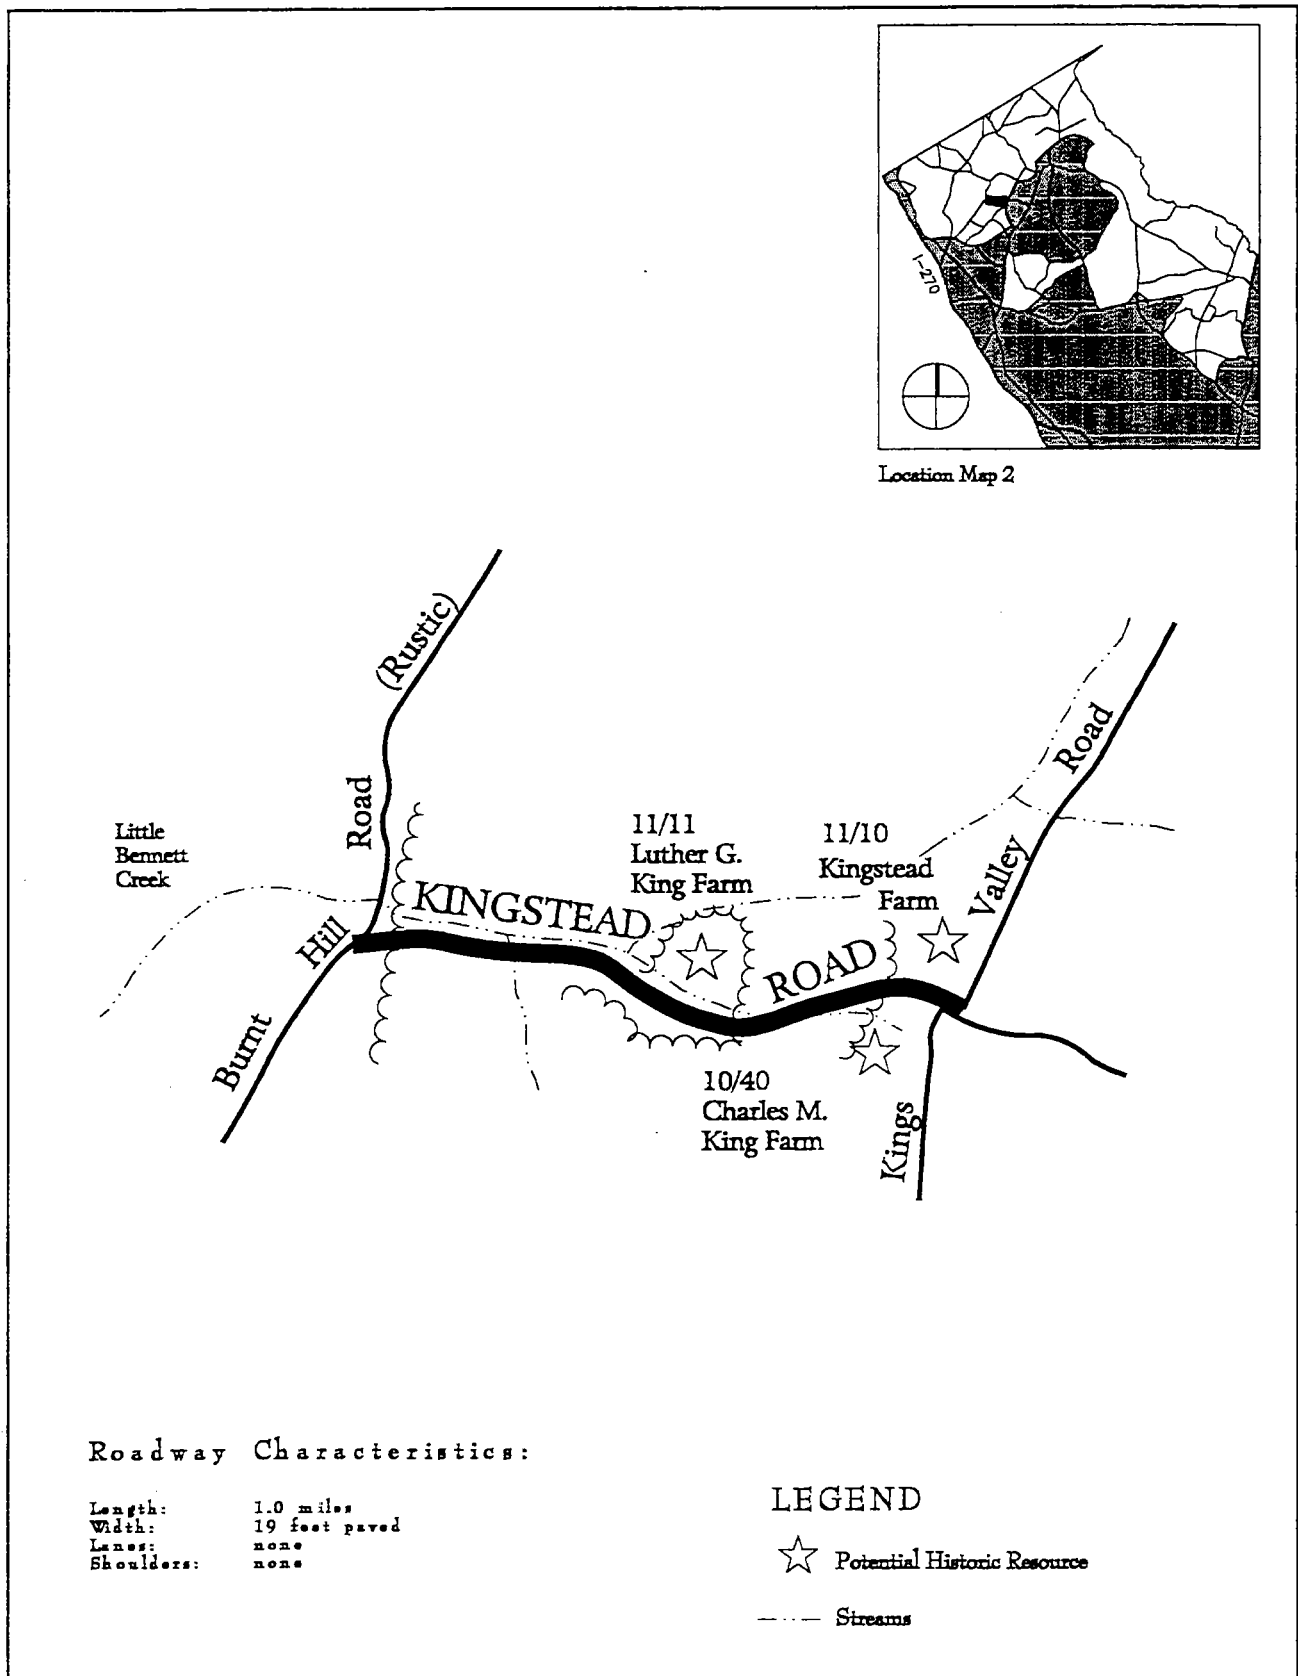 I-270
Location Map 2
(Rustic)
Road
Road
Little
Bennett
Creek
11/11
Luther G.
King Farm
11/10
Kingstead
Farm
Valley
KINGSTEAD
ROAD
Hill
Burnt
10/40
Charles M.
King Farm
Kings
Roadway Characteristics:
Length: 1.0 miles
Width: 19 feet paved
Lanes: none
Shoulders: none
LEGEND
Potential Historic Resource
Streams